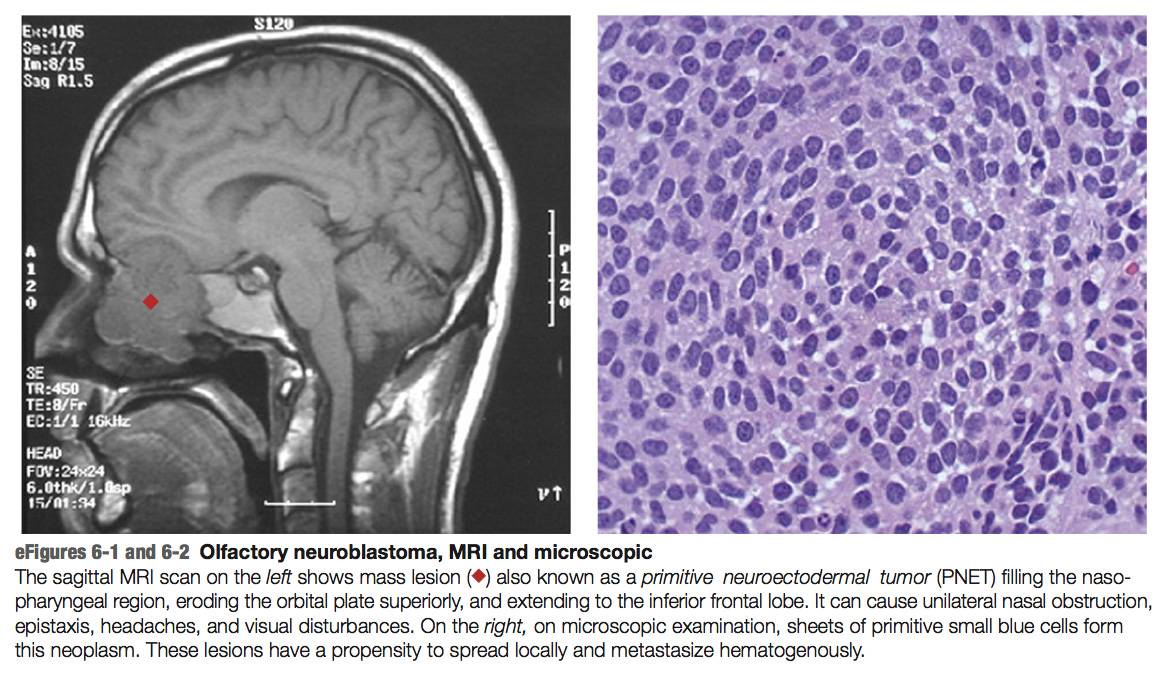 Ex:4105
Se:1/7
Im:8/15
Sag R1.5
S120
A
1
2
0
P
1
2
0
SE
TR:450
TE:8/Fr
EC:1/1 16kHz
HEAD
FOV:24x24
6.0thk/1.0sp
15/01:34
eFigures 6-1 and 6-2 Olfactory neuroblastoma, MRI and microscopic
The sagittal MRI scan on the left shows mass lesion (◆) also known as a primitive neuroectodermal tumor (PNET) filling the naso-
pharyngeal region, eroding the orbital plate superiorly, and extending to the inferior frontal lobe. It can cause unilateral nasal obstruction,
epistaxis, headaches, and visual disturbances. On the right, on microscopic examination, sheets of primitive small blue cells form
this neoplasm. These lesions have a propensity to spread locally and metastasize hematogenously.